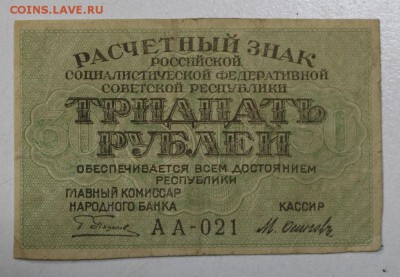 COINS.LAVE.RU
РАСЧЕТНЫЙ ЗНАК
РОССИЙСКОЙ
СОЦИАЛИСТИЧЕСКОЙ ФЕДЕРАТИВНОЙ
СОВЕТСКОЙ РЕСПУБЛИКИ
ТРИДЦАТЬ
РУБЛЕЙ
ОБЕСПЕЧИВАЕТСЯ ВСЕМ ДОСТОЯНИЕМ
РЕСПУБЛИКИ
ГЛАВНЫЙ КОМИССАР
НАРОДНОГО БАНКА
КАССИР
АА-021